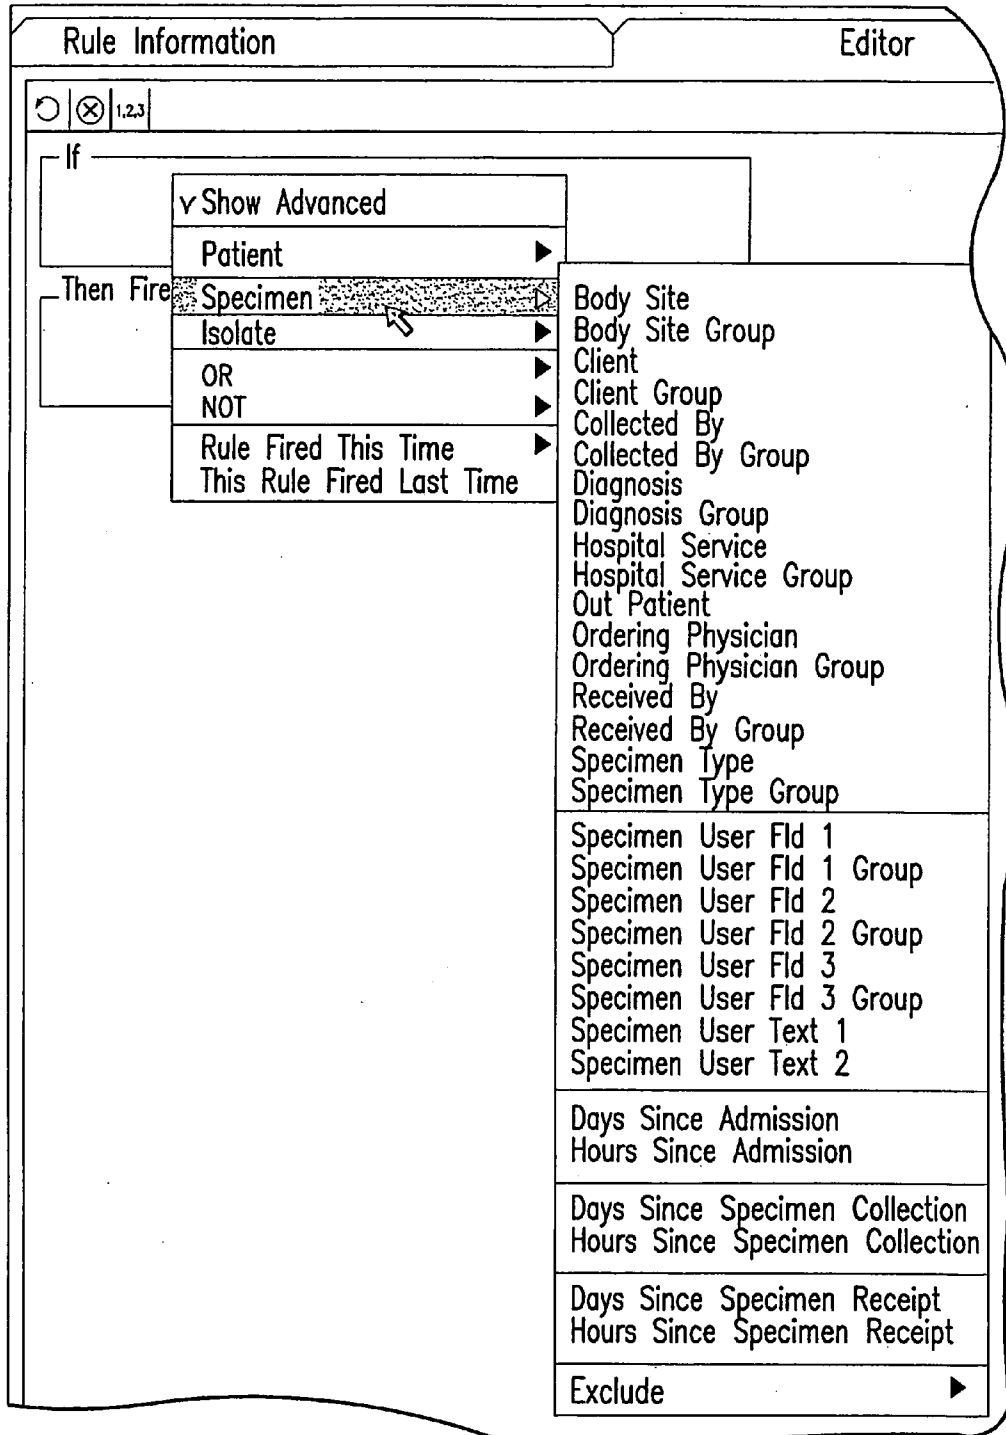 Rule Information
Editor
1,2,3
If
Show Advanced
Patient
Then Fire
Specimen
Isolate
OR
NOT
Rule Fired This Time
This Rule Fired Last Time
Body Site
Body Site Group
Client
Client Group
Collected By
Collected By Group
Diagnosis
Diagnosis Group
Hospital Service
Hospital Service Group
Out Patient
Ordering Physician
Ordering Physician Group
Received By
Received By Group
Specimen Type
Specimen Type Group
Specimen User Fld 1
Specimen User Fld 1 Group
Specimen User Fld 2
Specimen User Fld 2 Group
Specimen User Fld 3
Specimen User Fld 3 Group
Specimen User Text 1
Specimen User Text 2
Days Since Admission
Hours Since Admission
Days Since Specimen Collection
Hours Since Specimen Collection
Days Since Specimen Receipt
Hours Since Specimen Receipt
Exclude